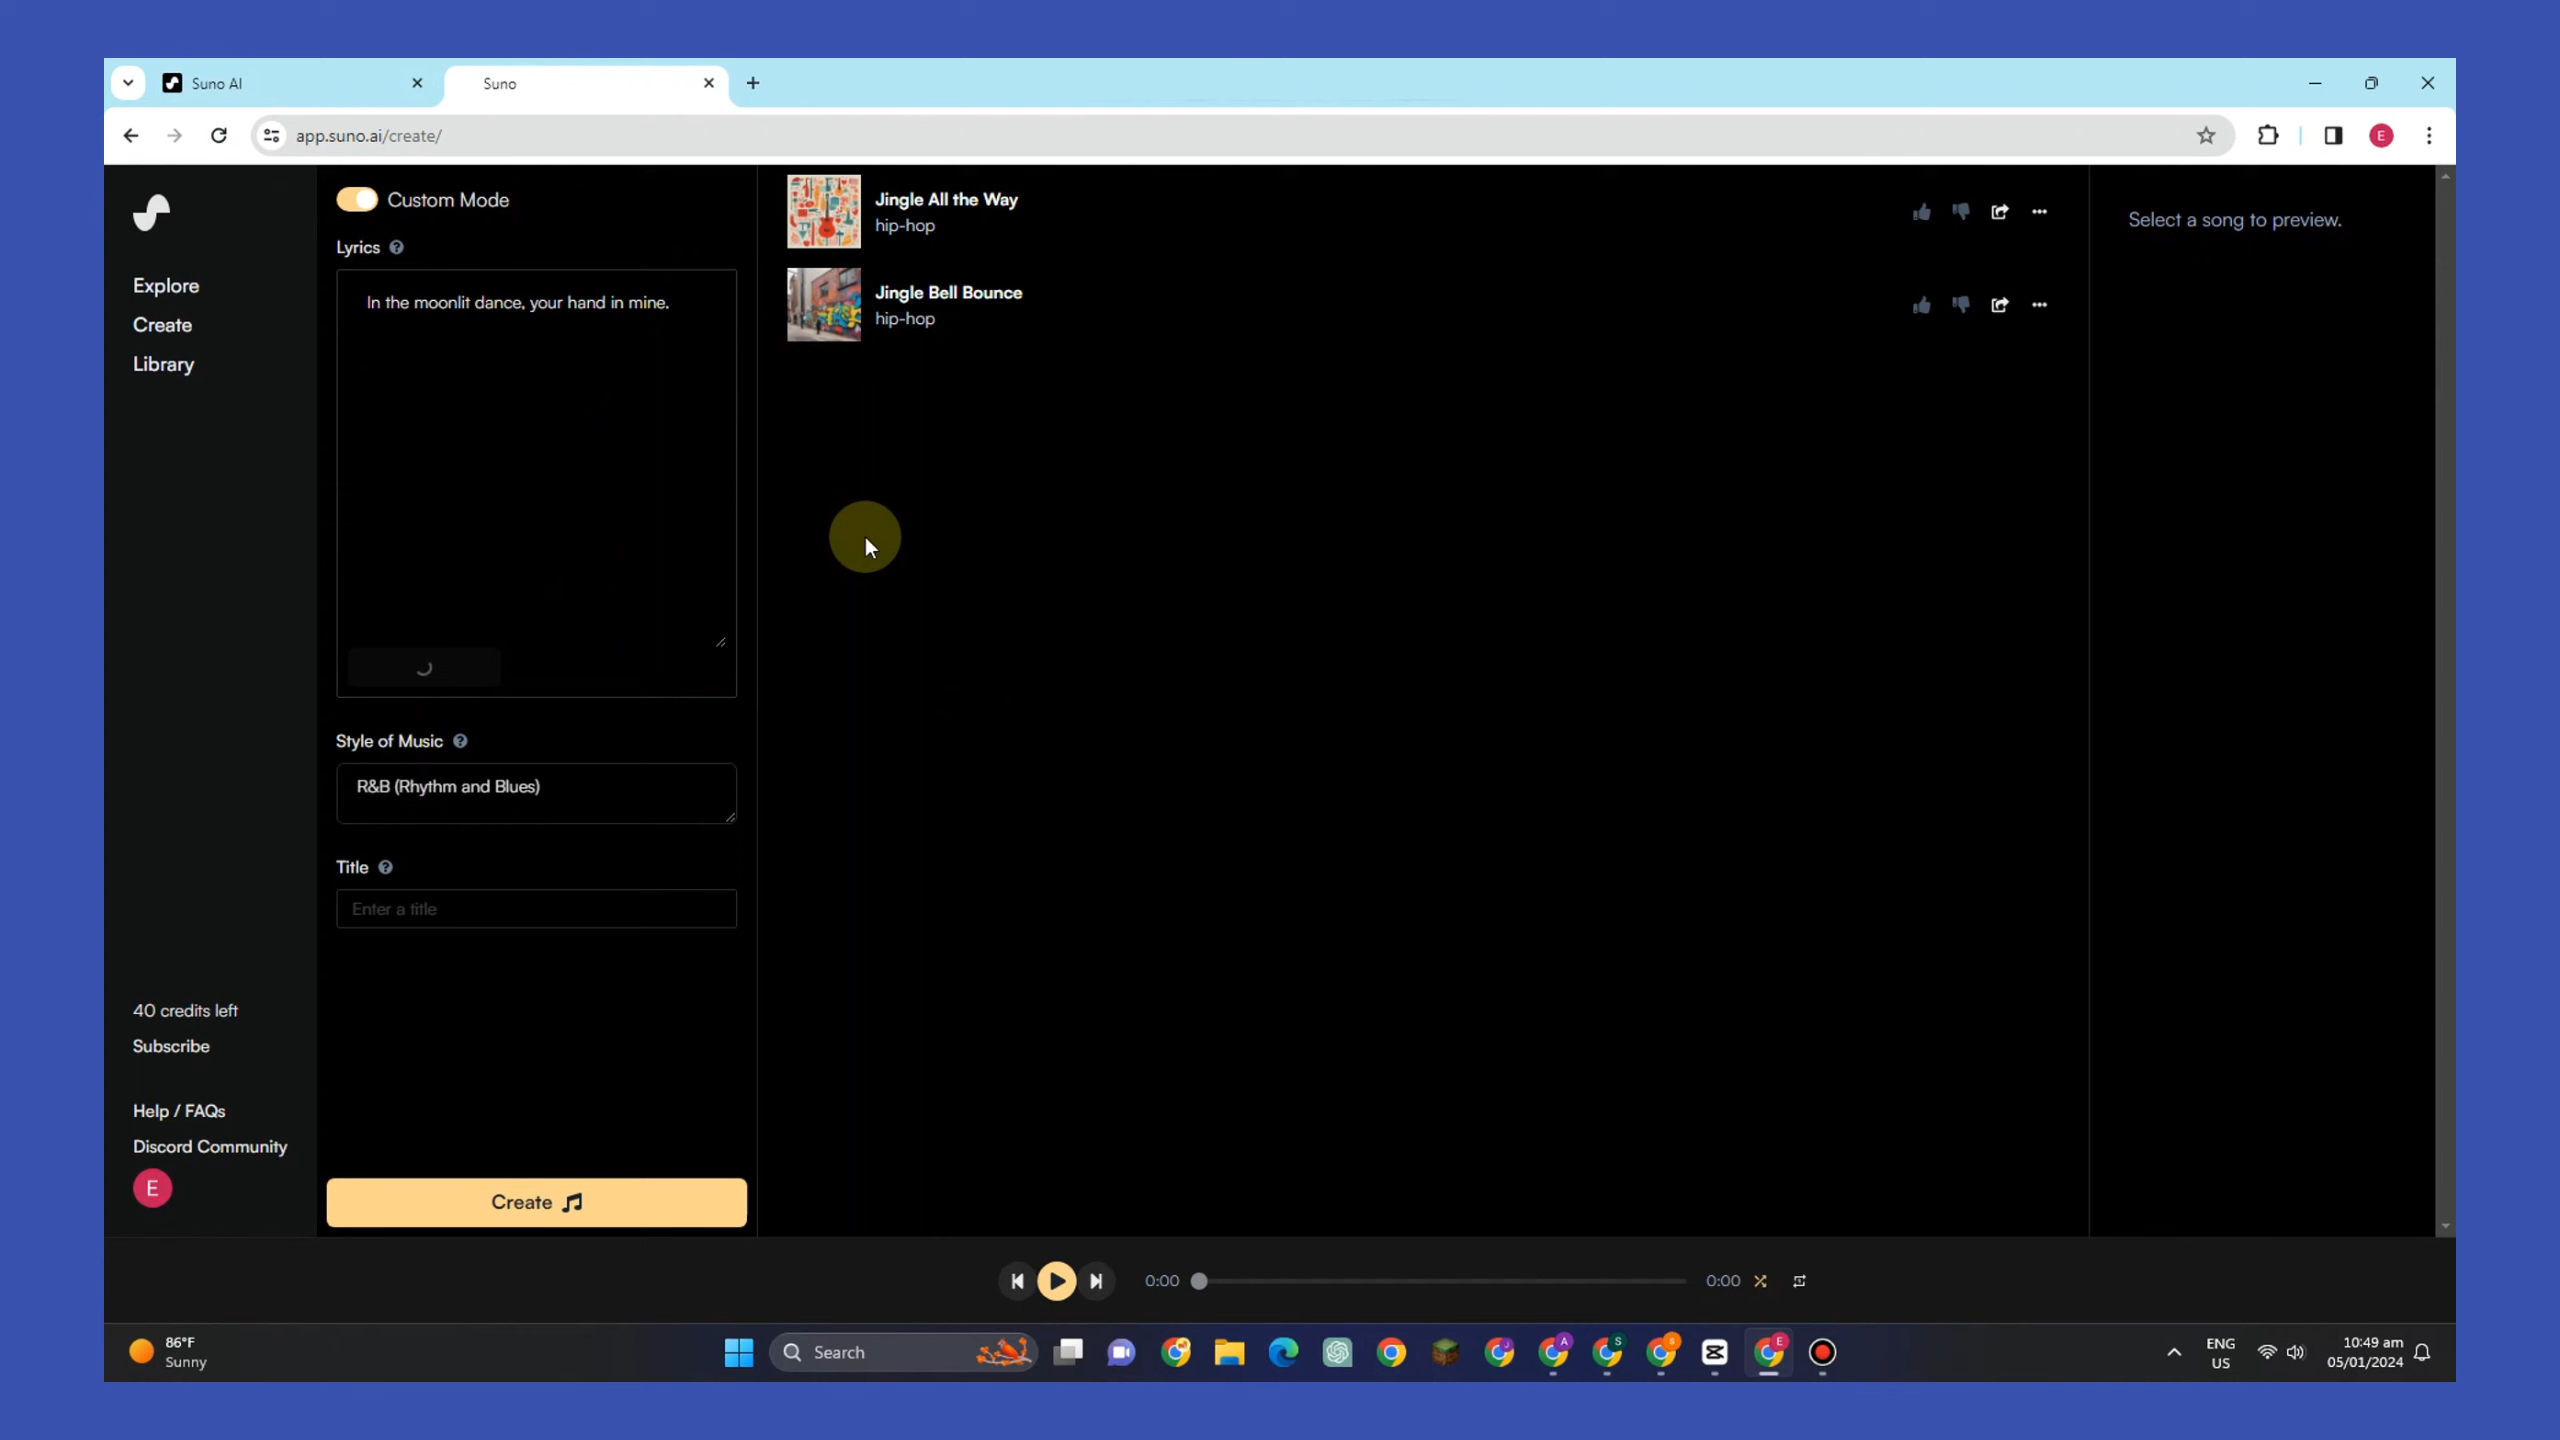 Suno AI
Suno
app.suno.ai/create/
E
Explore
Create
Library
40 credits left
Subscribe
Help / FAQs
Discord Community
E
Custom Mode
Lyrics
In the moonlit dance, your hand in mine.
Style of Music
R&B (Rhythm and Blues)
Title
Enter a title
Create
Jingle All the Way
hip-hop
Jingle Bell Bounce
hip-hop
Select a song to preview.
0:00
0:00
86°F
Sunny
Search
J
A
S
S
E
ENG
US
10:49 am
05/01/2024